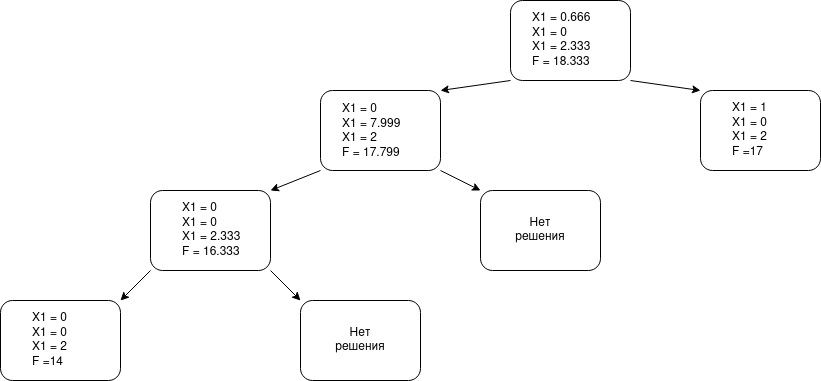 X1 = 0.666
X1 = 0
X1 = 2.333
F = 18.333
X1 = 0
X1 = 7.999
X1 = 2
F = 17.799
X1 = 1
X1 = 0
X1 = 2
F =17
X1 = 0
X1 = 0
X1 = 2.333
F = 16.333
Нет
решения
X1 = 0
X1 = 0
X1 = 2
F =14
Нет
решения